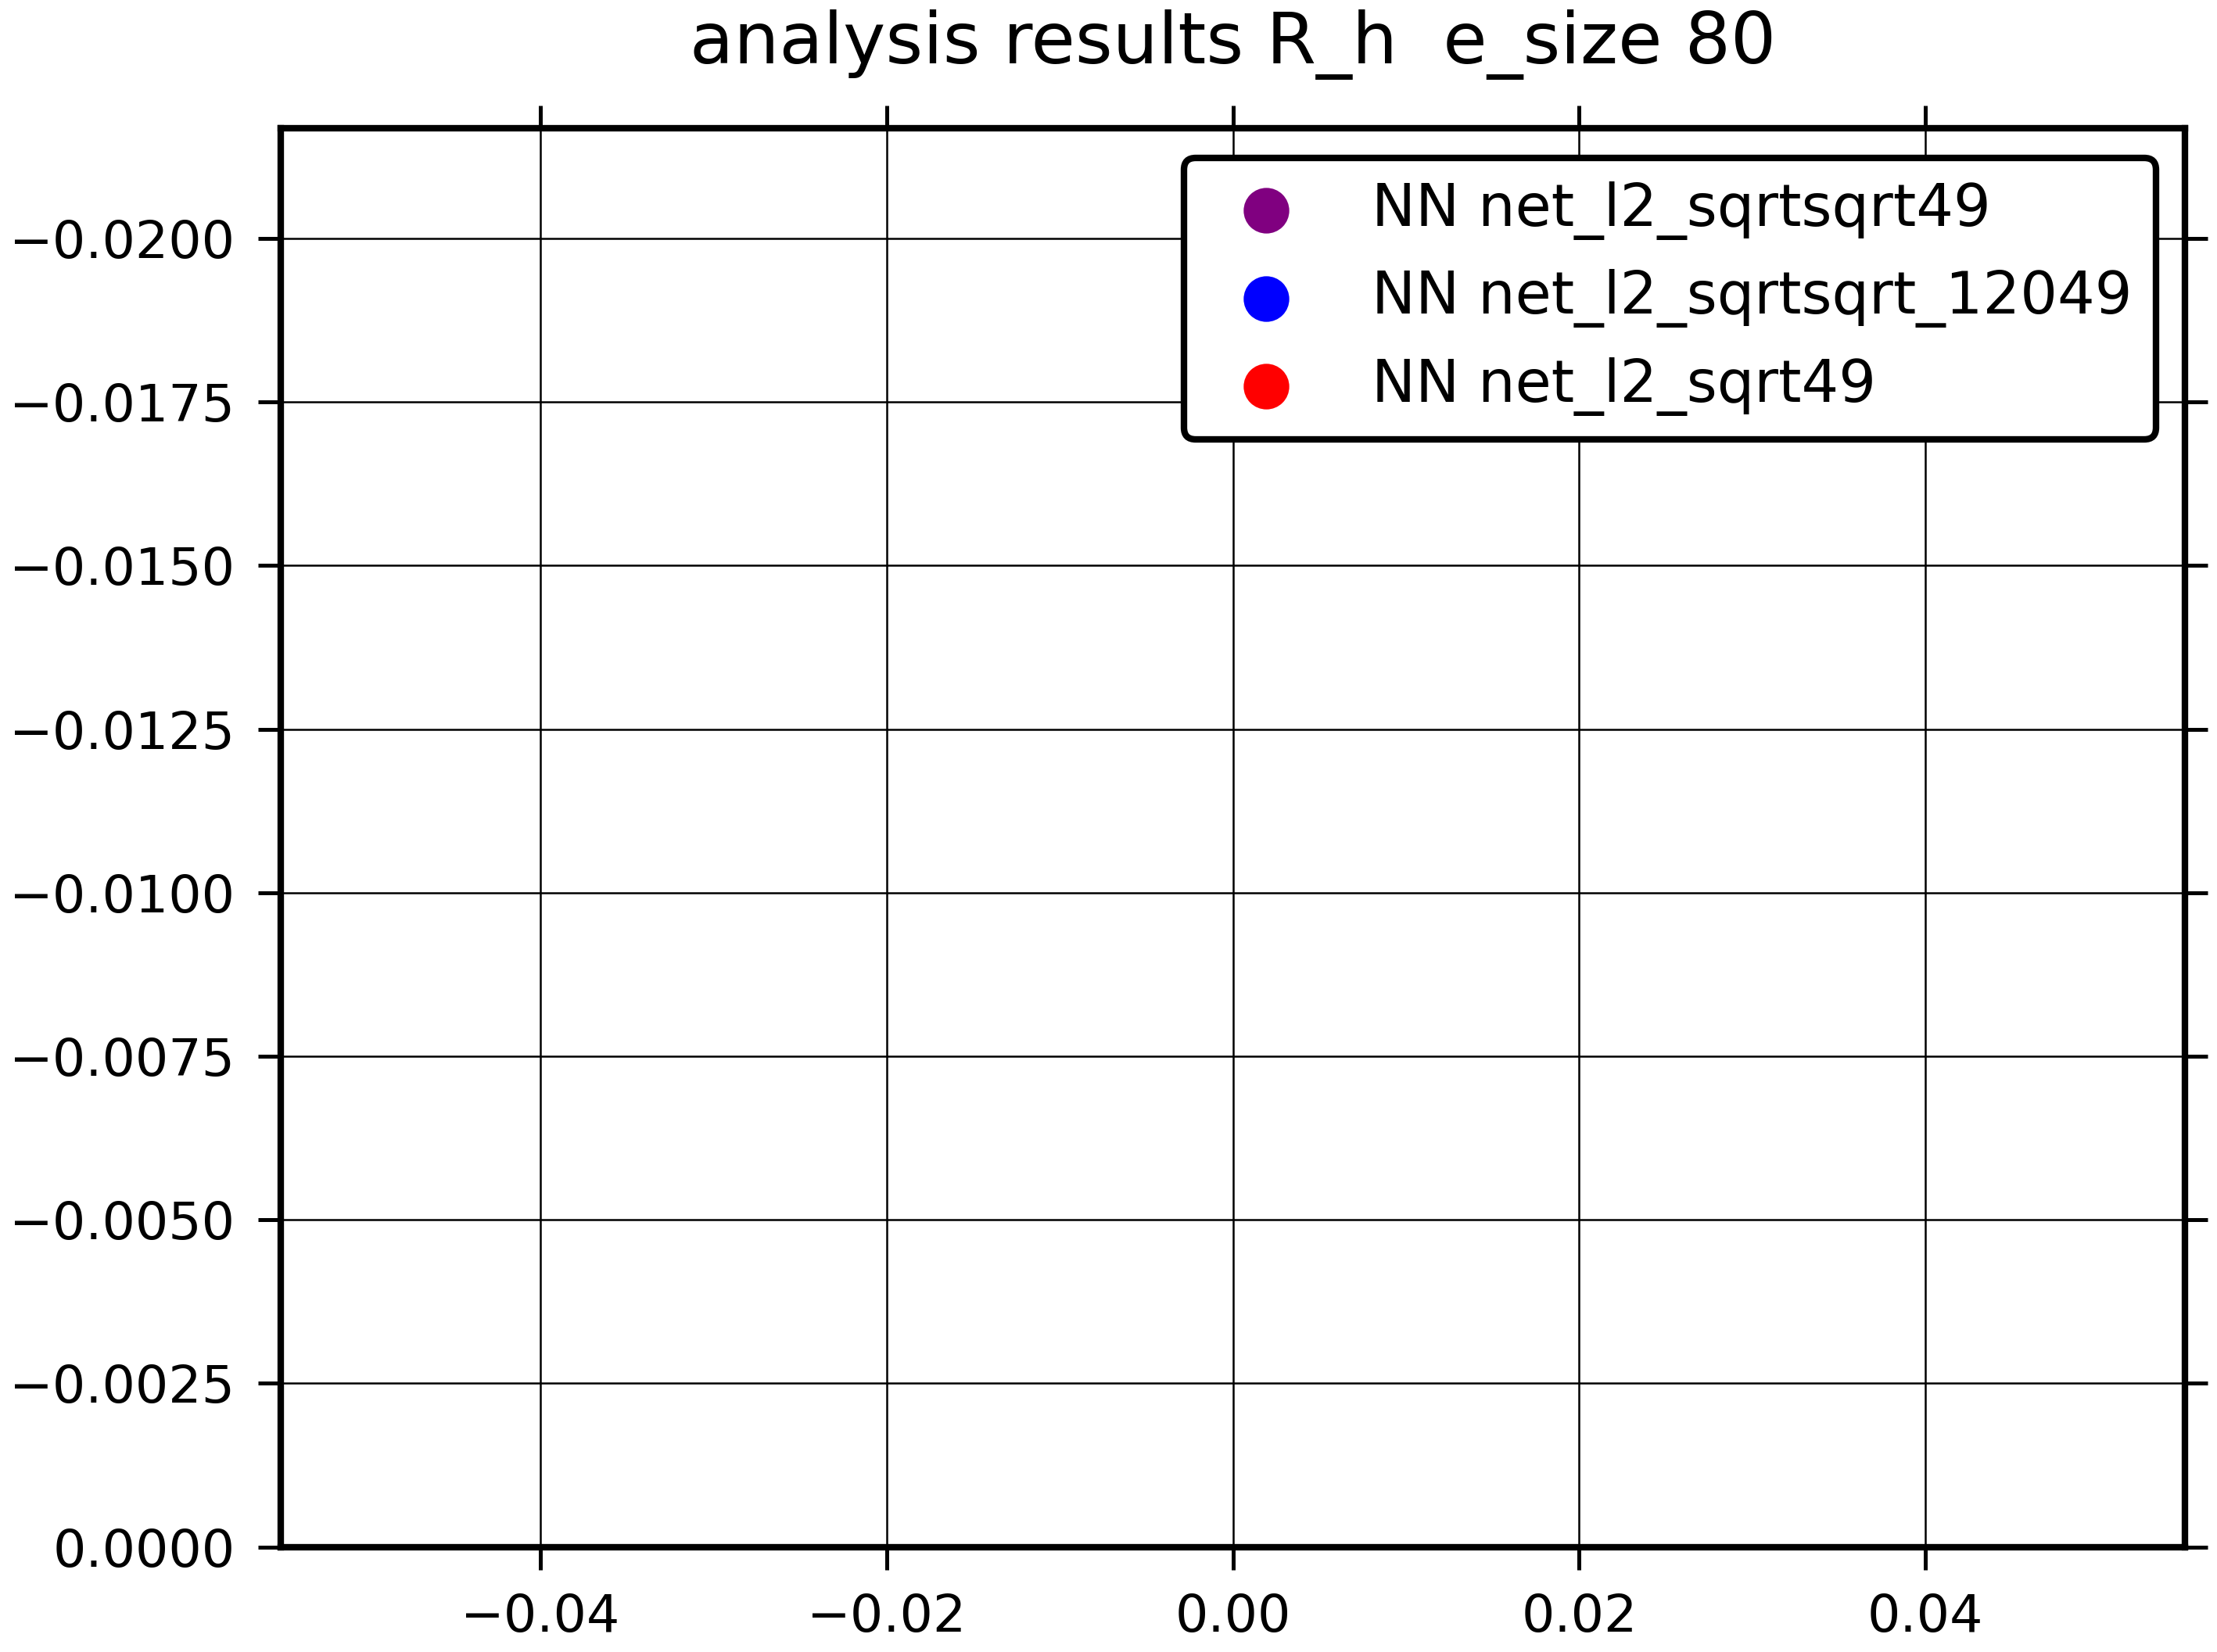 analysis results R_h  e_size 80
NN net_l2_sqrtsqrt49
NN net_l2_sqrtsqrt_12049
NN net_l2_sqrt49
−0.0200
−0.0175
−0.0150
−0.0125
−0.0100
−0.0075
−0.0050
−0.0025
0.0000
−0.04 −0.02 0.00 0.02 0.04